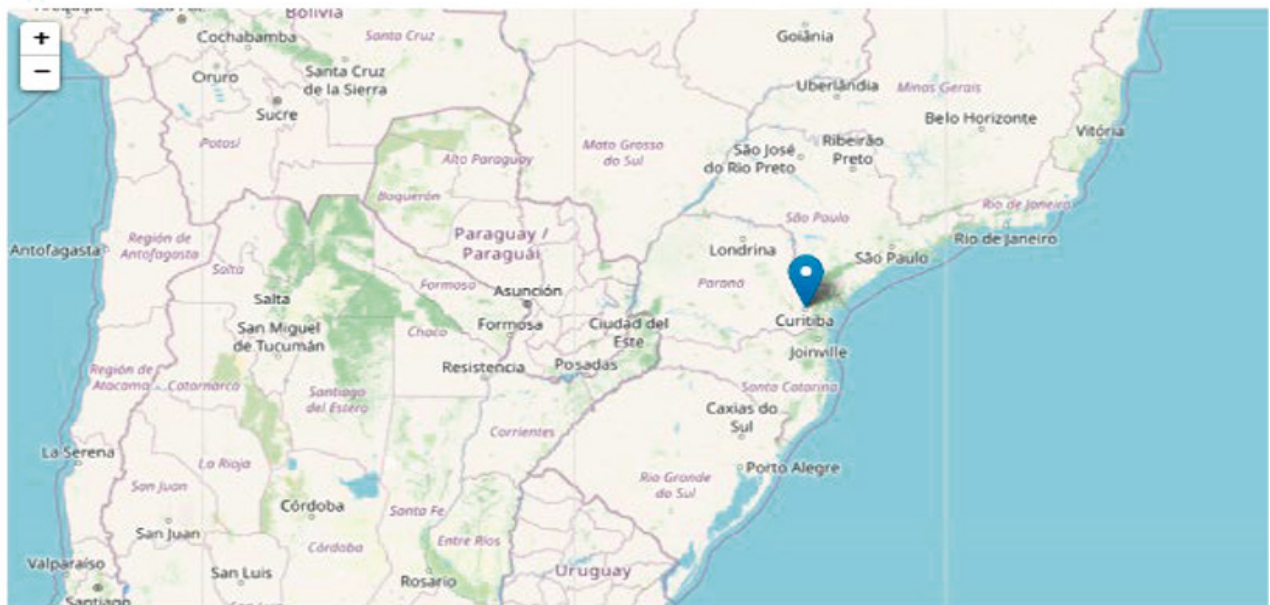 +
−
Bolivia
Cochabamba
Santa Cruz
Goiânia
Oruro
Santa Cruz
de la Sierra
Uberlândia
Minas Gerais
Sucre
Belo Horizonte
Vitória
Potosí
Alto Paraguay
Mato Grosso
do Sul
São José
do Rio Preto
Ribeirão
Preto
Boquerón
Rio de Janeiro
São Paulo
Antofagasta
Región de
Antofagasta
Paraguay /
Paraguái
Londrina
São Paulo
Rio de Janeiro
Salta
Salta
Formosa
Asunción
Paraná
San Miguel
de Tucumán
Chaco
Formosa
Ciudad del
Este
Curitiba
Joinville
Región de
Atacama
Catamarca
Santiago
del Estero
Resistencia
Posadas
Santa Catarina
Caxias do
Sul
Corrientes
La Serena
La Rioja
Porto Alegre
San Juan
Córdoba
Santa Fe
Rio Grande
do Sul
San Juan
Córdoba
Entre Ríos
Valparaíso
San Luis
Rosario
Uruguay
Santiago